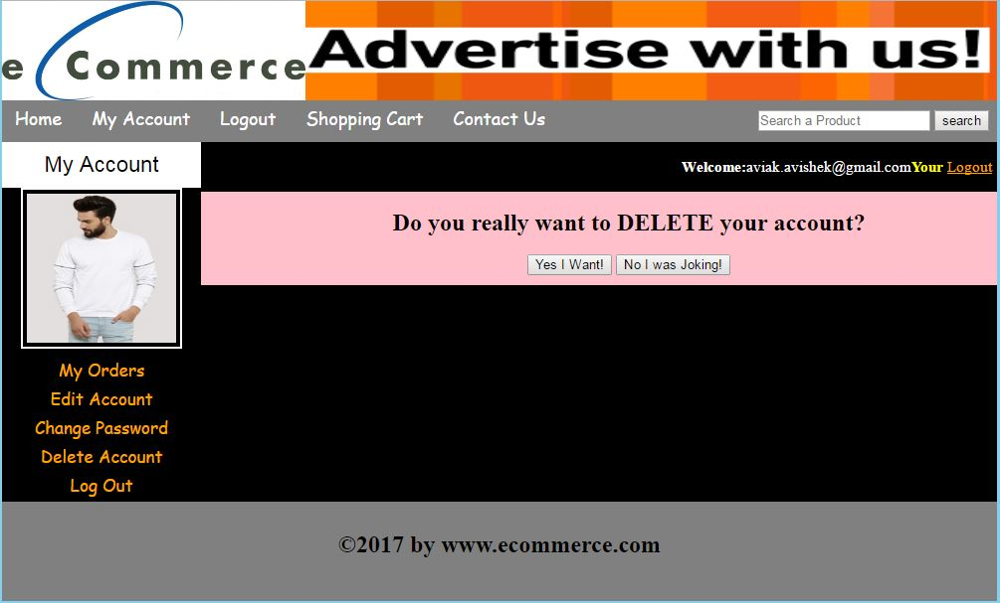 e Commerce
Advertise with us!
Home My Account Logout Shopping Cart Contact Us Search a Product search
My Account
Welcome:aviak.avishek@gmail.comYour Logout
Do you really want to DELETE your account?
Yes I Want! No I was Joking!
My Orders
Edit Account
Change Password
Delete Account
Log Out
©2017 by www.ecommerce.com